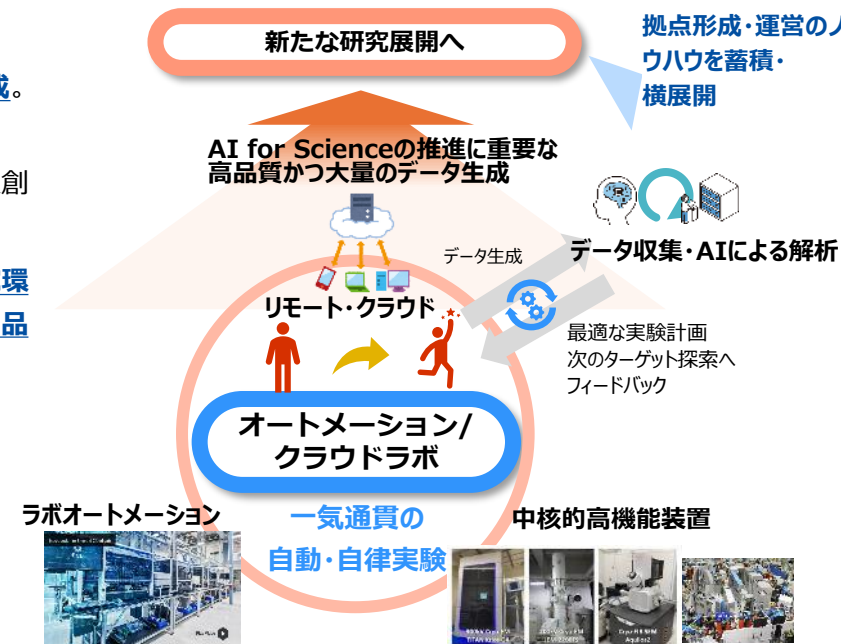 新たな研究展開へ
拠点形成・運営のノ
ウハウを蓄積・
横展開
成。
創
環
品
AI for Scienceの推進に重要な
高品質かつ大量のデータ生成
データ生成
データ収集・AIによる解析
リモート・クラウド
最適な実験計画
次のターゲット探索へ
フィードバック
オートメーション/
クラウドラボ
ラボオートメーション
一気通貫の
自動・自律実験
中核的高機能装置